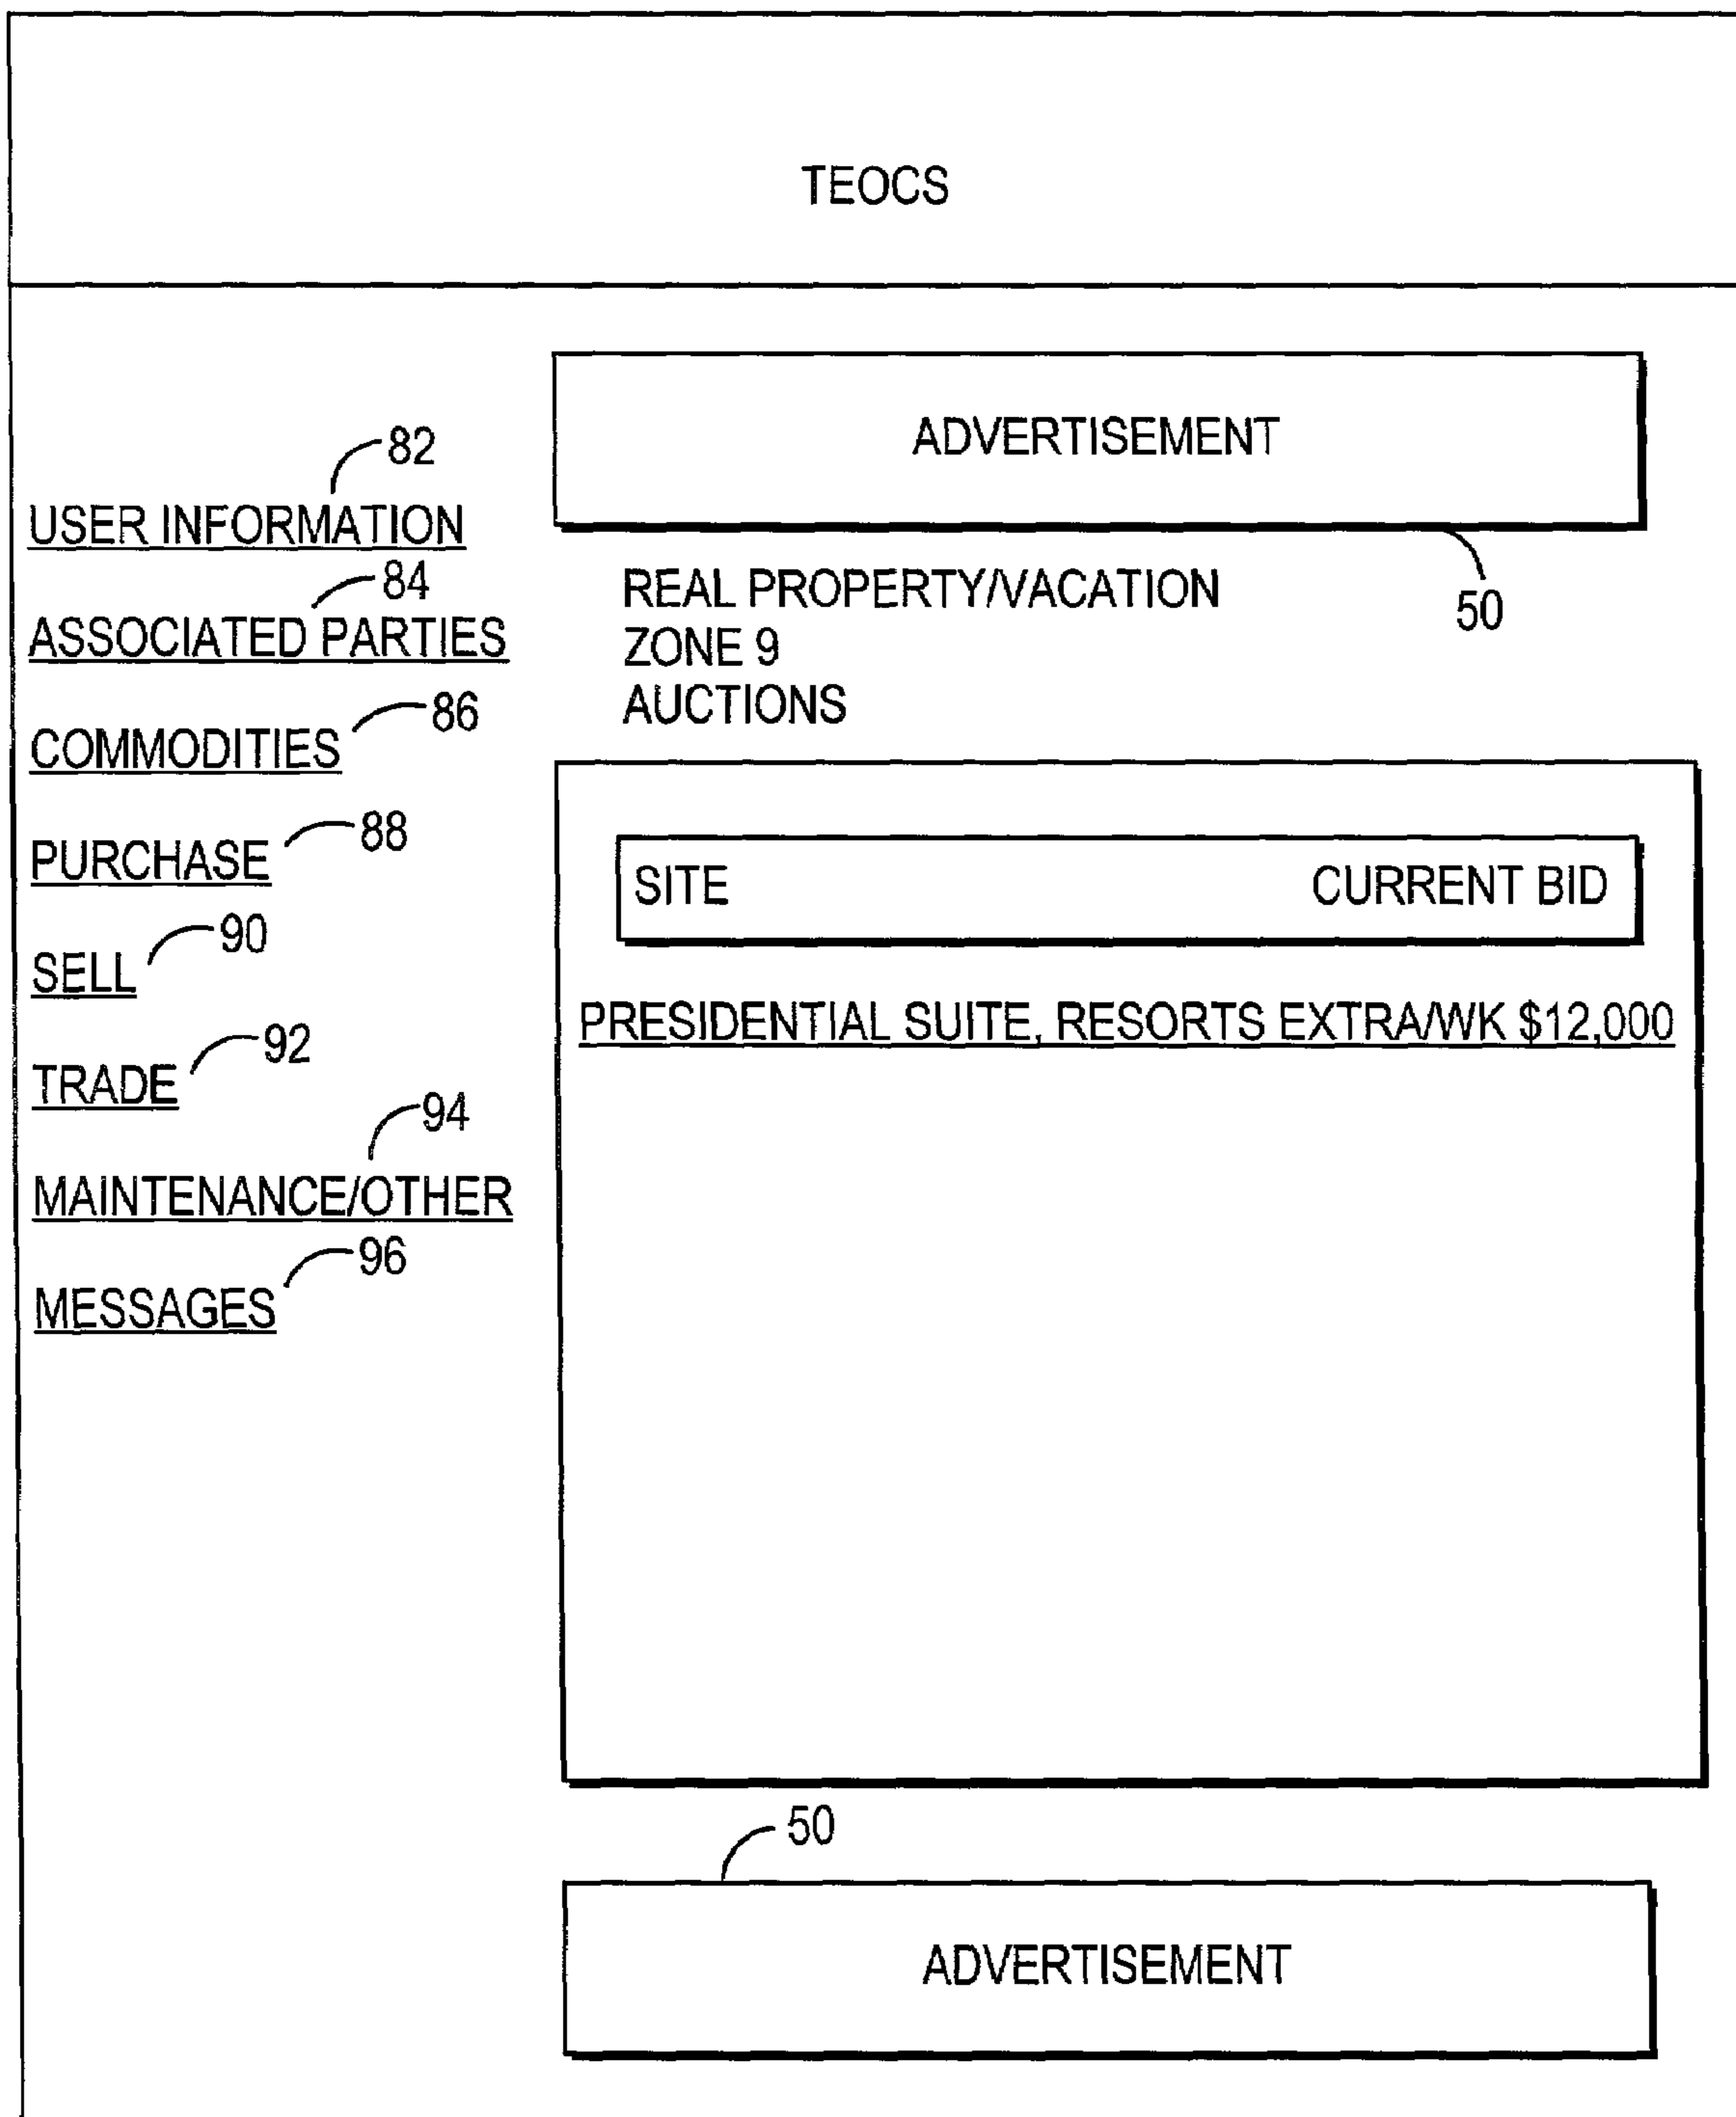 TEOCS
82
USER INFORMATION
84
ASSOCIATED PARTIES
86
COMMODITIES
88
PURCHASE
90
SELL
92
TRADE
94
MAINTENANCE/OTHER
96
MESSAGES
ADVERTISEMENT
50
REAL PROPERTY/VACATION
ZONE 9
AUCTIONS
SITE CURRENT BID
PRESIDENTIAL SUITE, RESORTS EXTRA/WK $12,000
50
ADVERTISEMENT